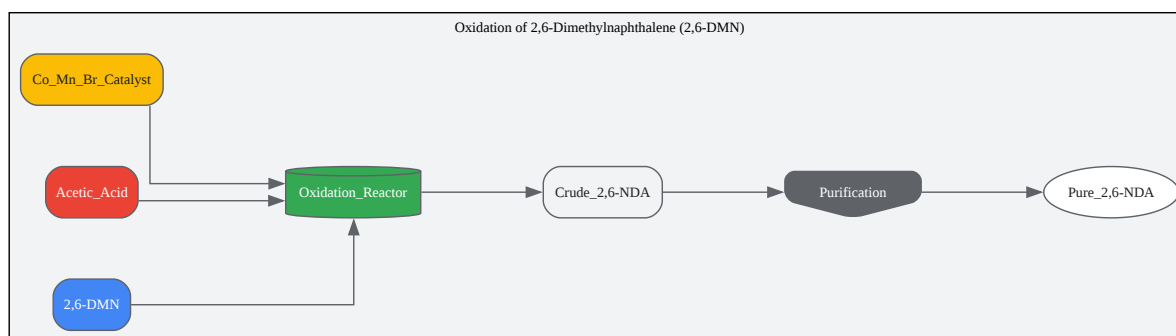 Oxidation of 2,6-Dimethylnaphthalene (2,6-DMN)
Co_Mn_Br_Catalyst
Acetic_Acid
Oxidation_Reactor
Crude_2,6-NDA
Purification
Pure_2,6-NDA
2,6-DMN